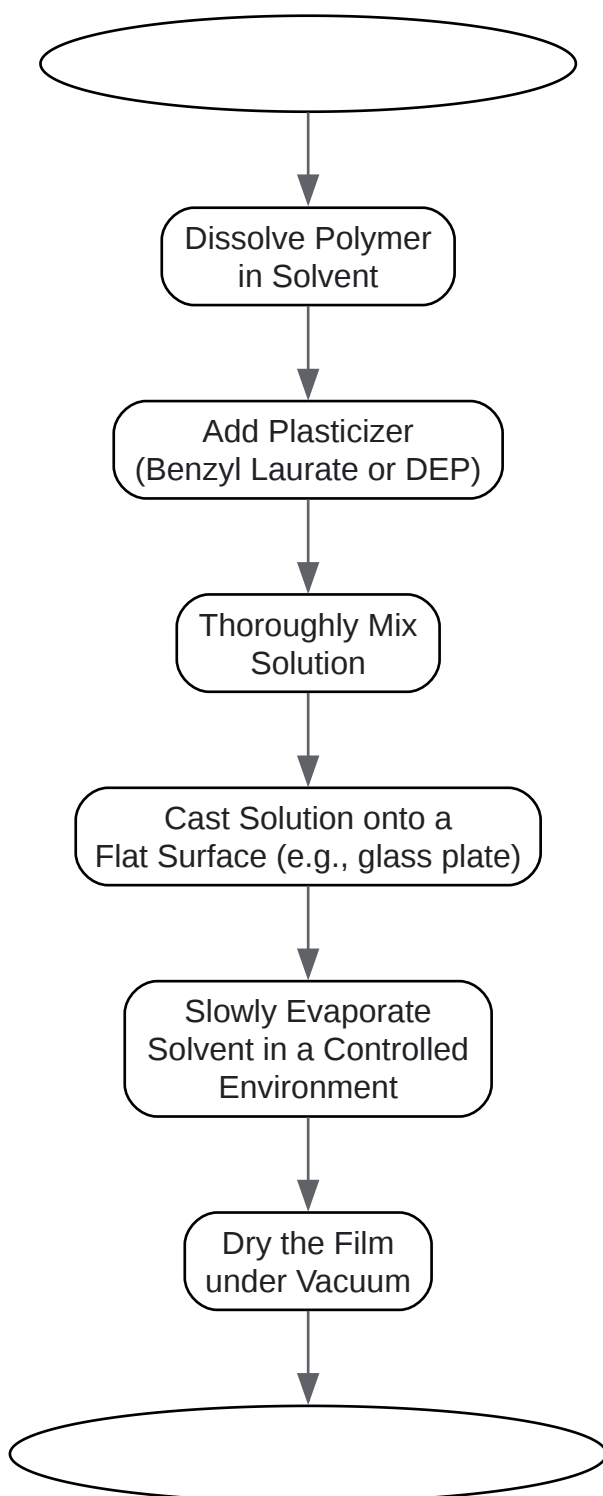 Dissolve Polymer
in Solvent
Add Plasticizer
(Benzyl Laurate or DEP)
Thoroughly Mix
Solution
Cast Solution onto a
Flat Surface (e.g., glass plate)
Slowly Evaporate
Solvent in a Controlled
Environment
Dry the Film
under Vacuum